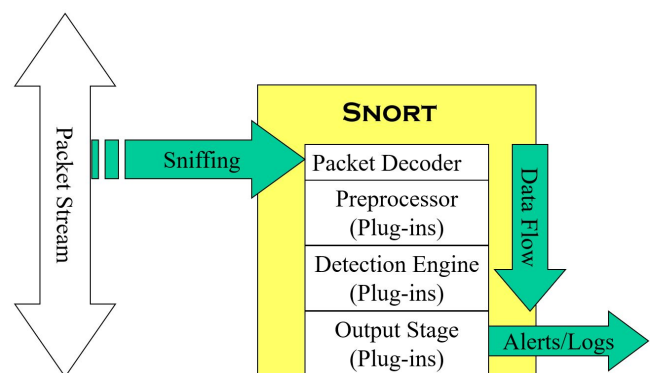 SNORT
Packet Stream
Sniffing
Packet Decoder
Preprocessor
(Plug-ins)
Detection Engine
(Plug-ins)
Output Stage
(Plug-ins)
Data Flow
Alerts/Logs